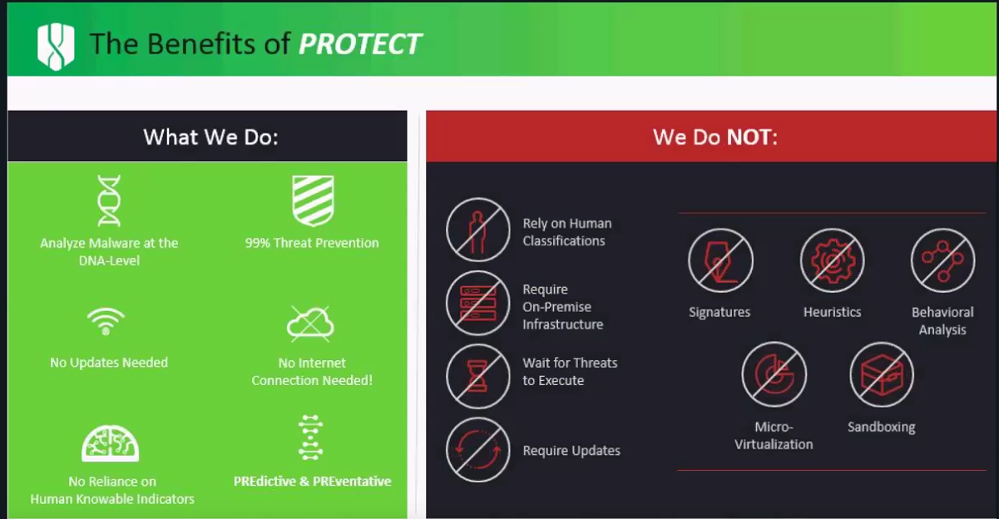 The Benefits of PROTECT
What We Do:
Analyze Malware at the
DNA-Level
99% Threat Prevention
No Updates Needed
No Internet
Connection Needed!
No Reliance on
Human Knowable Indicators
PREdictive & PREventative
We Do NOT:
Rely on Human
Classifications
Require
On-Premise
Infrastructure
Wait for Threats
to Execute
Require Updates
Signatures
Heuristics
Behavioral
Analysis
Micro-
Virtualization
Sandboxing